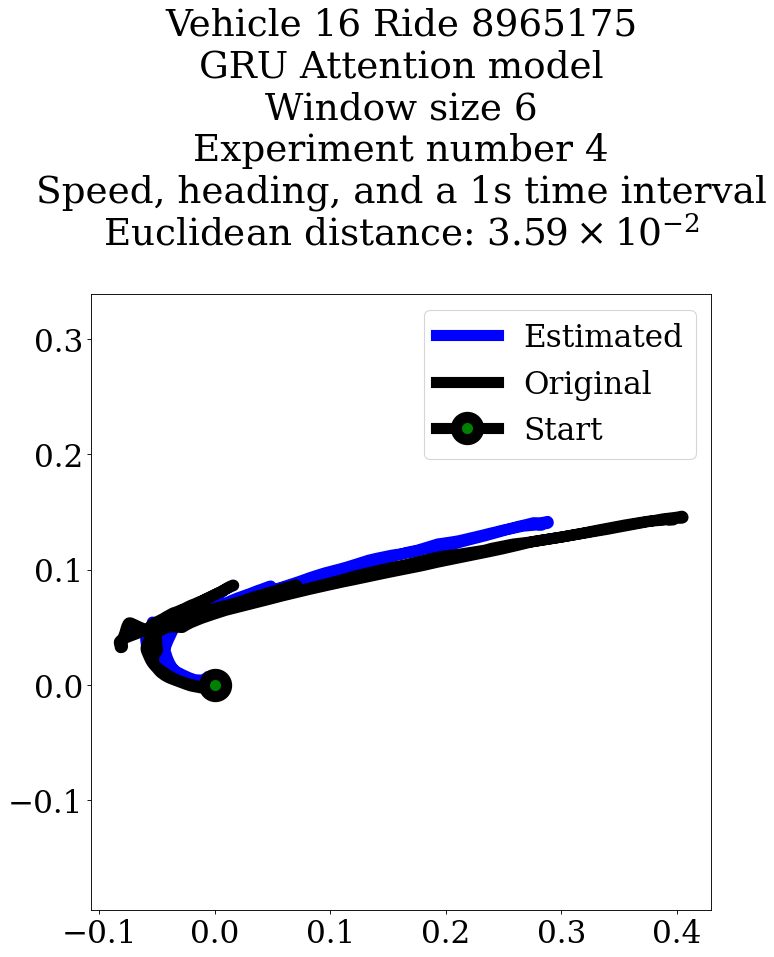 Vehicle 16 Ride 8965175
GRU Attention model
Window size 6
Experiment number 4
Speed, heading, and a 1s time interval
Euclidean distance: 3.59 × 10⁻²
Estimated
Original
Start
0.3
0.2
0.1
0.0
−0.1
−0.1 0.0 0.1 0.2 0.3 0.4